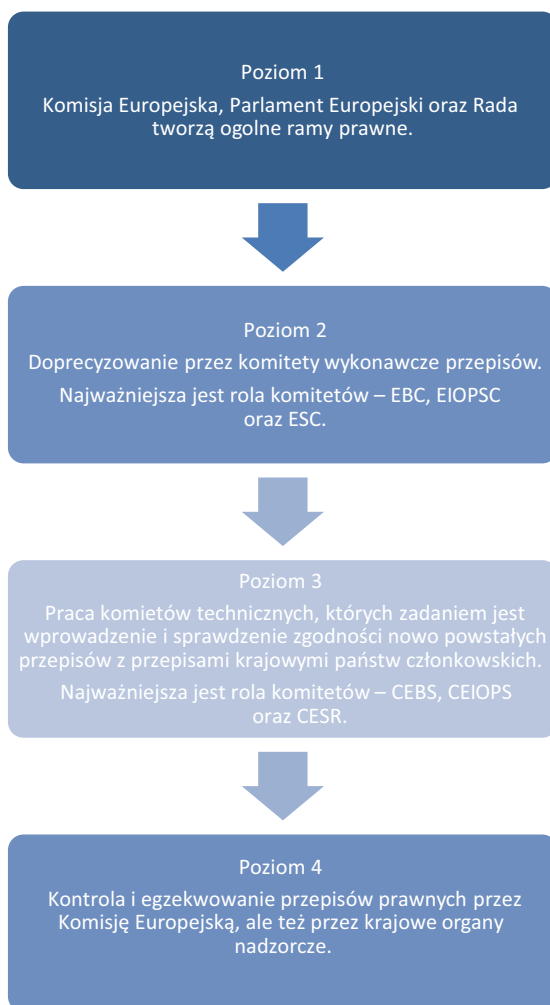 Poziom 1
Komisja Europejska, Parlament Europejski oraz Rada
tworzą ogolne ramy prawne.
Poziom 2
Doprecyzowanie przez komitety wykonawcze przepisów.
Najważniejsza jest rola komitetów – EBC, EIOPSC
oraz ESC.
Poziom 3
Praca komietów technicznych, których zadaniem jest
wprowadzenie i sprawdzenie zgodności nowo powstałych
przepisów z przepisami krajowymi państw członkowskich.
Najważniejsza jest rola komitetów – CEBS, CEIOPS
oraz CESR.
Poziom 4
Kontrola i egzekwowanie przepisów prawnych przez
Komisję Europejską, ale też przez krajowe organy
nadzorcze.